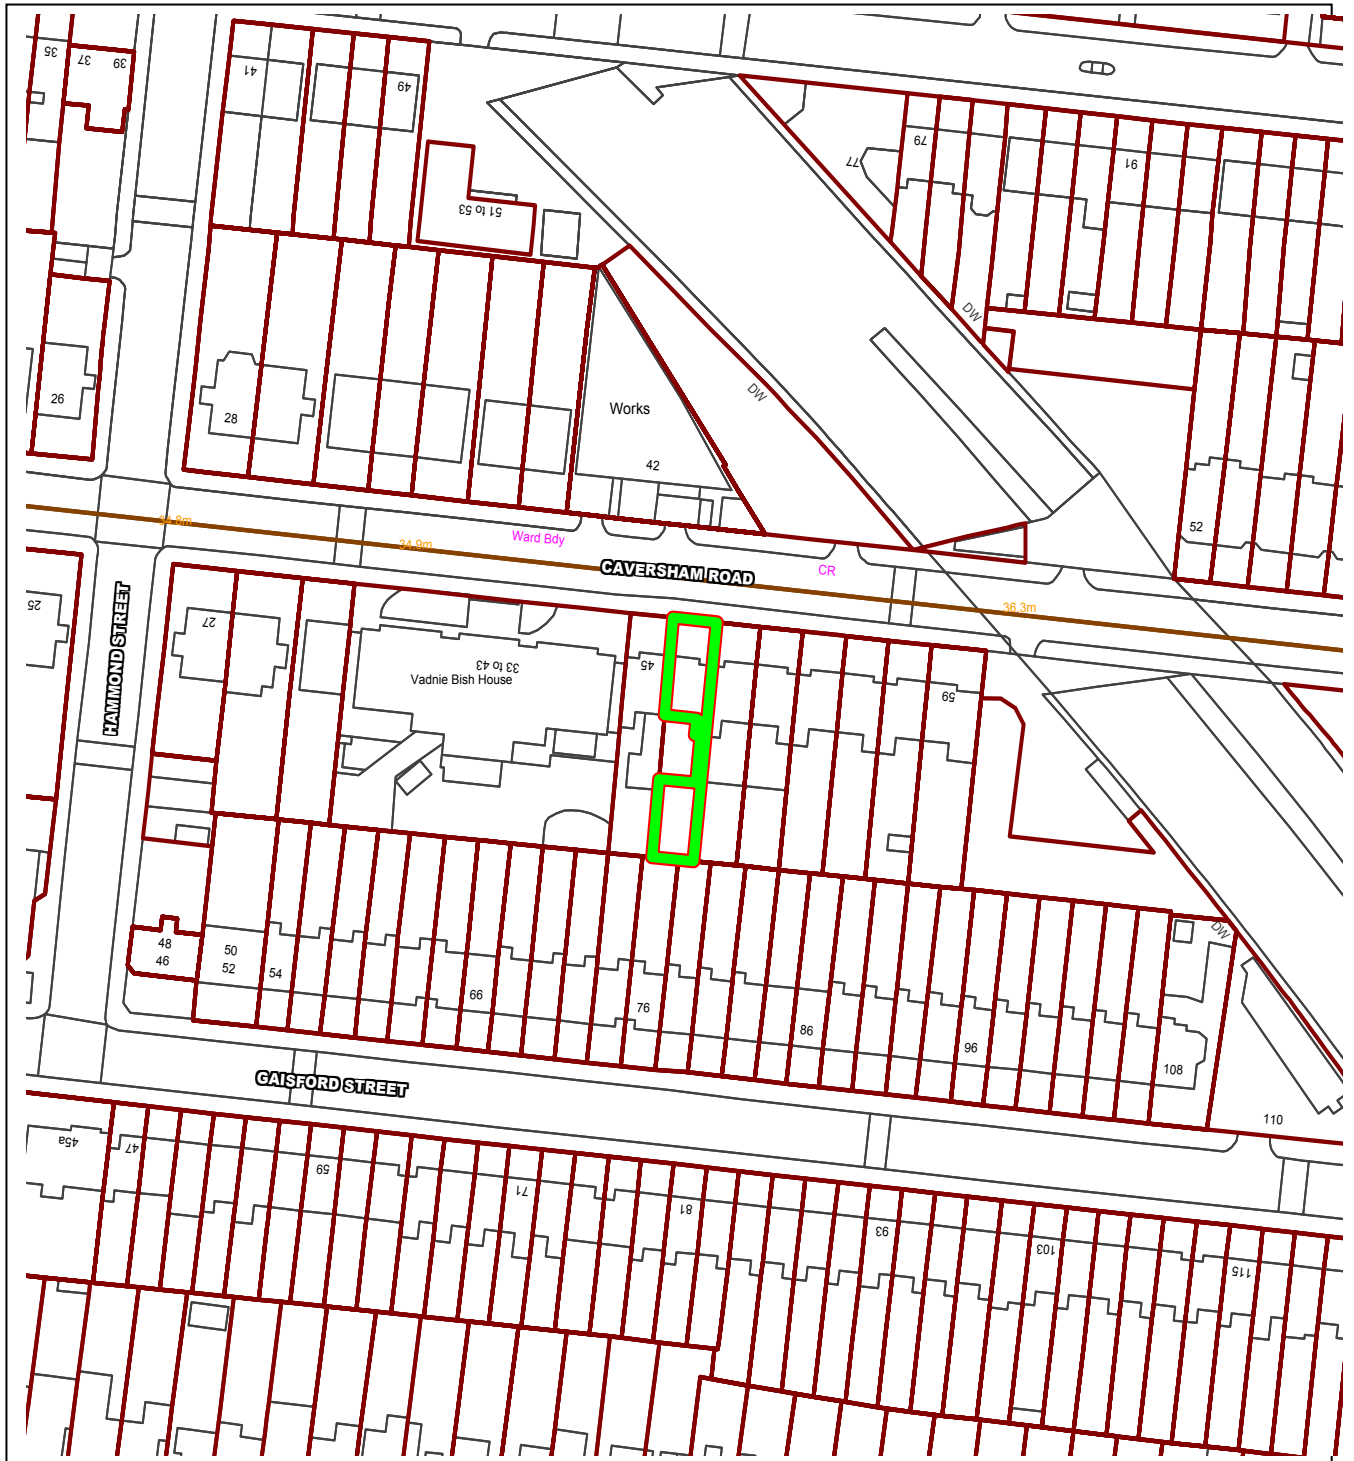 35
37
39
41
49
51 to 53
77
79
91
DW
26
28
Works
42
DW
52
34.8m
34.9m
Ward Bdy
CAVERSHAM ROAD
CR
36.3m
HAMMOND STREET
25
27
33 to 43
Vadnie Bish House
45
59
DW
48
46
50
52
54
66
76
86
96
108
110
GAISFORD STREET
45a
47
59
71
81
93
103
115